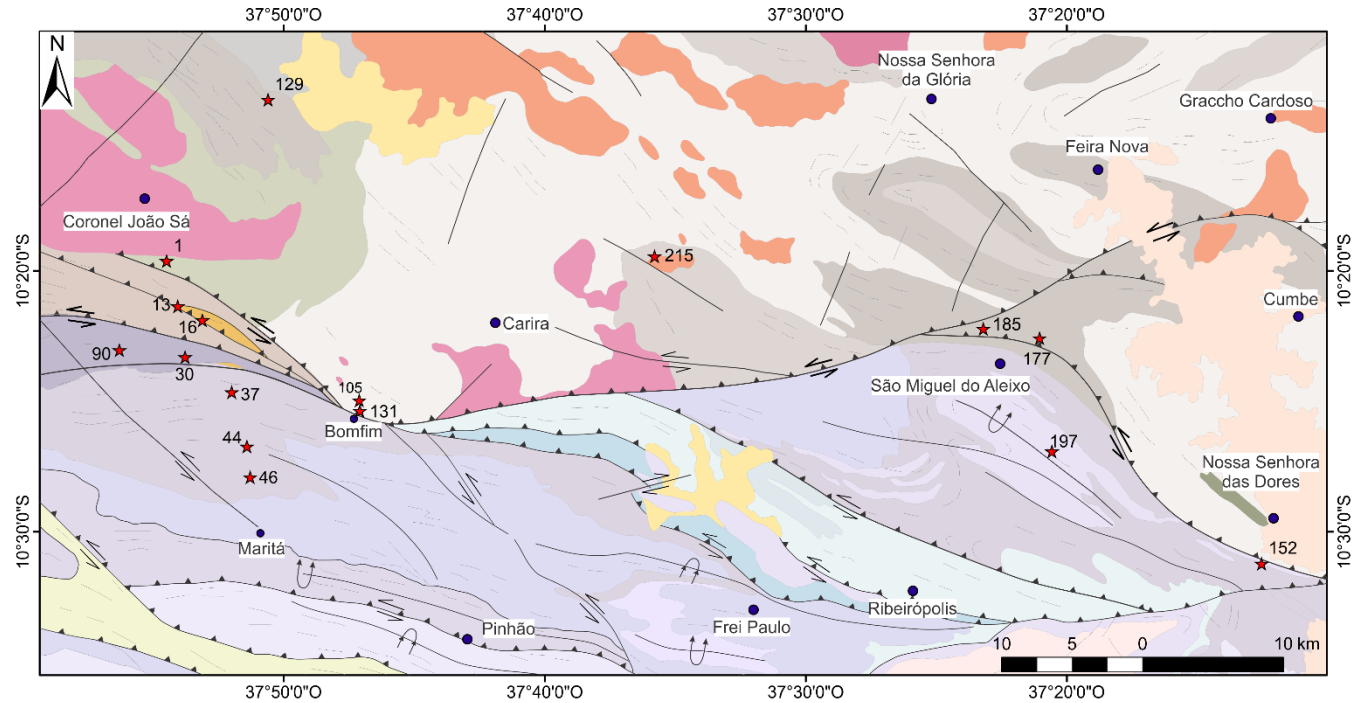 37°50'0"O 37°40'0"O 37°30'0"O 37°20'0"O
N
129
Nossa Senhora
da Glória
Graccho Cardoso
Feira Nova
Coronel João Sá
1
215
10°20'0"S
10°20'0"S
13
16
Carira
Cumbe
185
90
30
177
São Miguel do Aleixo
37
105
131
Bomfim
44
197
46
Nossa Senhora
das Dores
10°30'0"S
10°30'0"S
Maritá
152
Ribeirópolis
Pinhão
Frei Paulo
10 5 0 10 km
37°50'0"O 37°40'0"O 37°30'0"O 37°20'0"O